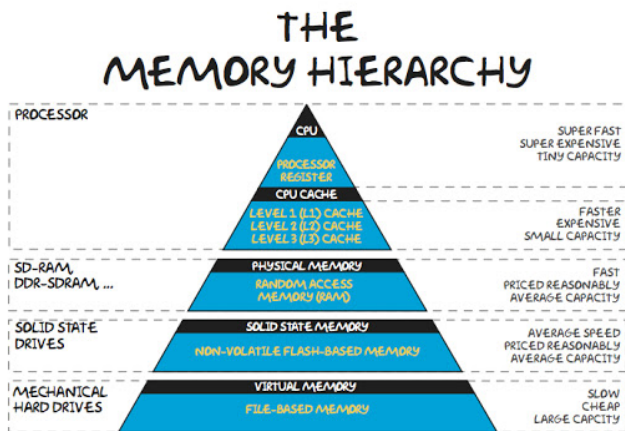 THE
MEMORY HIERARCHY
PROCESSOR
CPU
PROCESSOR
REGISTER
SUPER FAST
SUPER EXPENSIVE
TINY CAPACITY
CPU CACHE
LEVEL 1 (L1) CACHE
LEVEL 2 (L2) CACHE
LEVEL 3 (L3) CACHE
FASTER
EXPENSIVE
SMALL CAPACITY
SD-RAM,
DDR-SDRAM, ...
PHYSICAL MEMORY
RANDOM ACCESS
MEMORY (RAM)
FAST
PRICED REASONABLY
AVERAGE CAPACITY
SOLID STATE
DRIVES
SOLID STATE MEMORY
NON-VOLATILE FLASH-BASED MEMORY
AVERAGE SPEED
PRICED REASONABLY
AVERAGE CAPACITY
MECHANICAL
HARD DRIVES
VIRTUAL MEMORY
FILE-BASED MEMORY
SLOW
CHEAP
LARGE CAPCITY